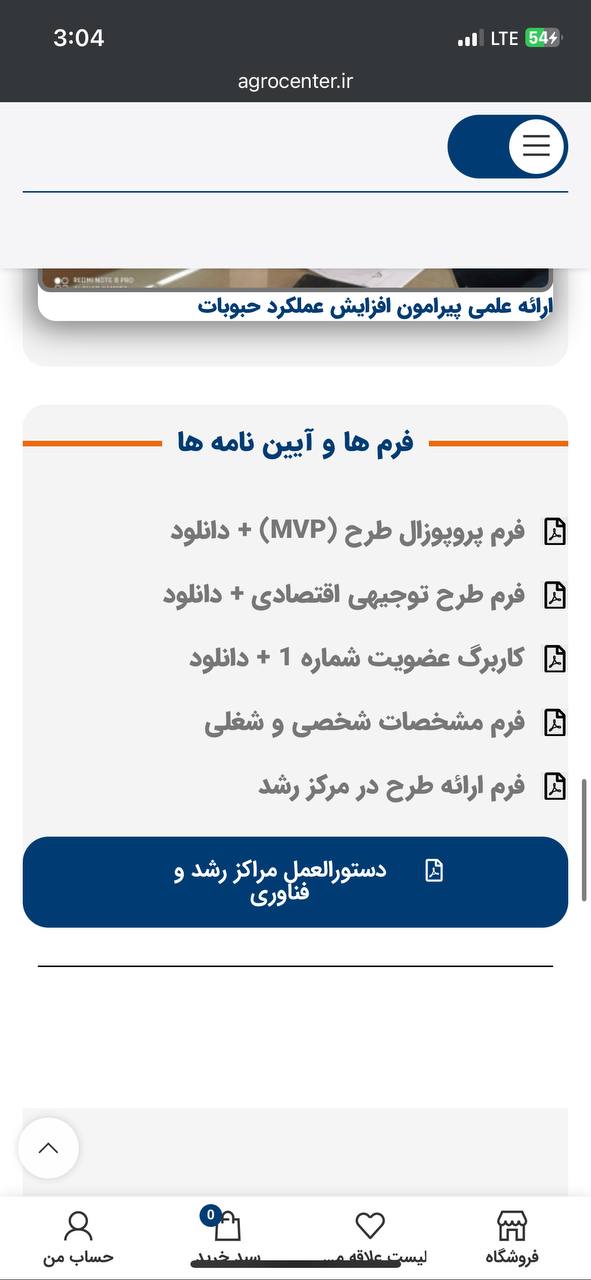 3:04
LTE 54
agrocenter.ir
REDMI NOTE 8 PRO
ارائه علمی پیرامون افزایش عملکرد حبوبات
فرم ها و آیین نامه ها
فرم پروپوزال طرح (MVP) + دانلود
فرم طرح توجیهی اقتصادی + دانلود
کاربرگ عضویت شماره 1 + دانلود
فرم مشخصات شخصی و شغلی
فرم ارائه طرح در مرکز رشد
دستورالعمل مراکز رشد و
فناوری
0
فروشگاه
لیست علاقه م...
سبد خرید
حساب من